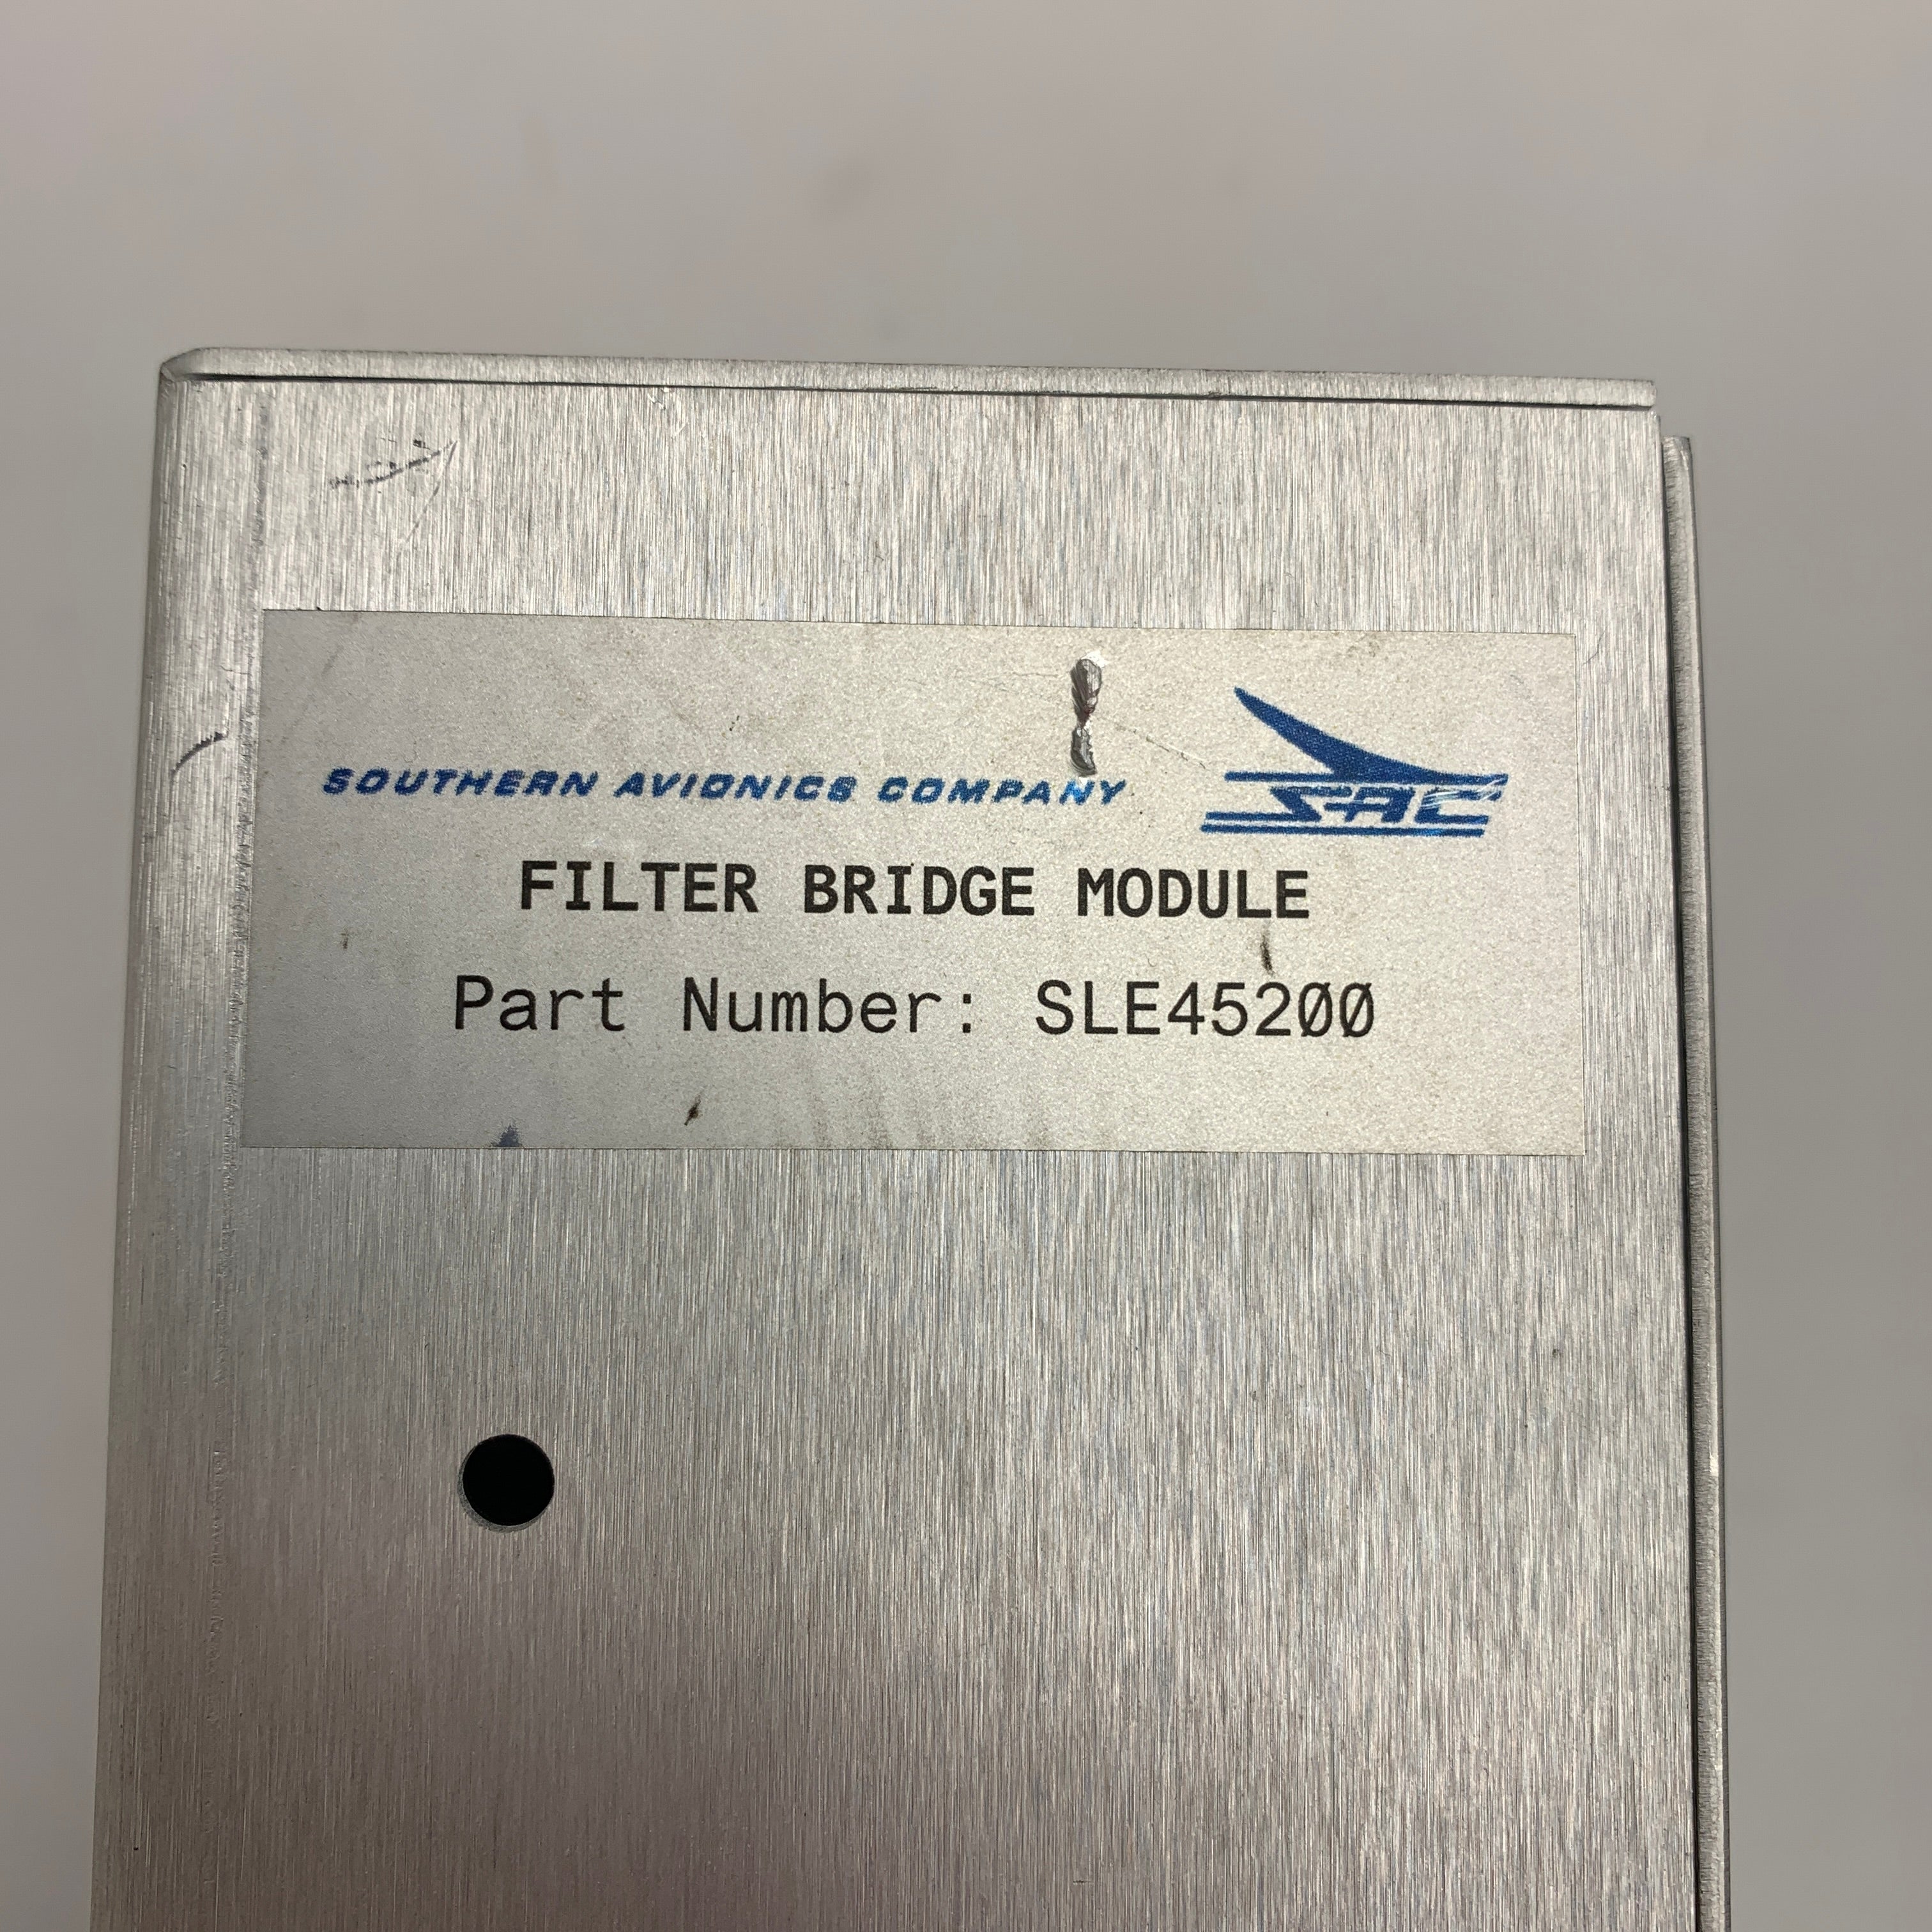 SOUTHERN AVIONICS COMPANY
SAC
FILTER BRIDGE MODULE
Part Number: SLE45200